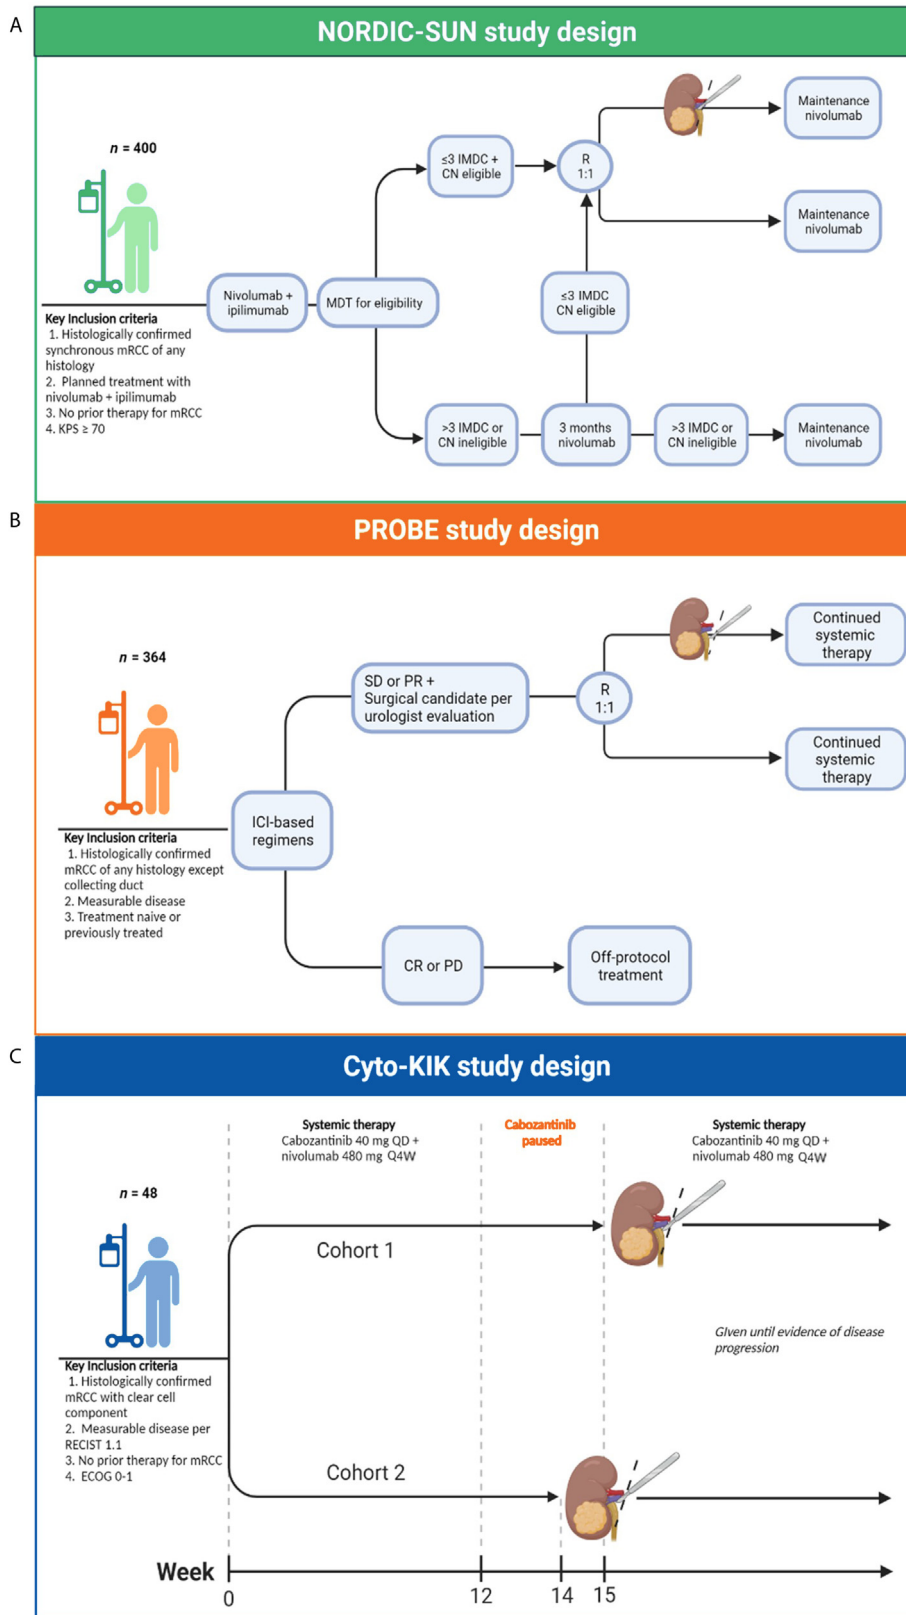 A
NORDIC-SUN study design
n = 400
Key Inclusion criteria
1. Histologically confirmed
synchronous mRCC of any
histology
2. Planned treatment with
nivolumab + ipilimumab
3. No prior therapy for mRCC
4. KPS ≥ 70
Nivolumab +
ipilimumab
MDT for eligibility
≤3 IMDC +
CN eligible
R
1:1
Maintenance
nivolumab
Maintenance
nivolumab
≤3 IMDC
CN eligible
>3 IMDC or
CN ineligible
3 months
nivolumab
>3 IMDC or
CN ineligible
Maintenance
nivolumab
B
PROBE study design
n = 364
Key Inclusion criteria
1. Histologically confirmed
mRCC of any histology except
collecting duct
2. Measurable disease
3. Treatment naive or
previously treated
ICI-based
regimens
SD or PR +
Surgical candidate per
urologist evaluation
R
1:1
Continued
systemic
therapy
Continued
systemic
therapy
CR or PD
Off-protocol
treatment
C
Cyto-KIK study design
Systemic therapy
Cabozantinib 40 mg QD +
nivolumab 480 mg Q4W
Cabozantinib
paused
Systemic therapy
Cabozantinib 40 mg QD +
nivolumab 480 mg Q4W
n = 48
Key Inclusion criteria
1. Histologically confirmed
mRCC with clear cell
component
2. Measurable disease per
RECIST 1.1
3. No prior therapy for mRCC
4. ECOG 0-1
Cohort 1
GIven until evidence of disease
progression
Cohort 2
Week
0
12
14
15